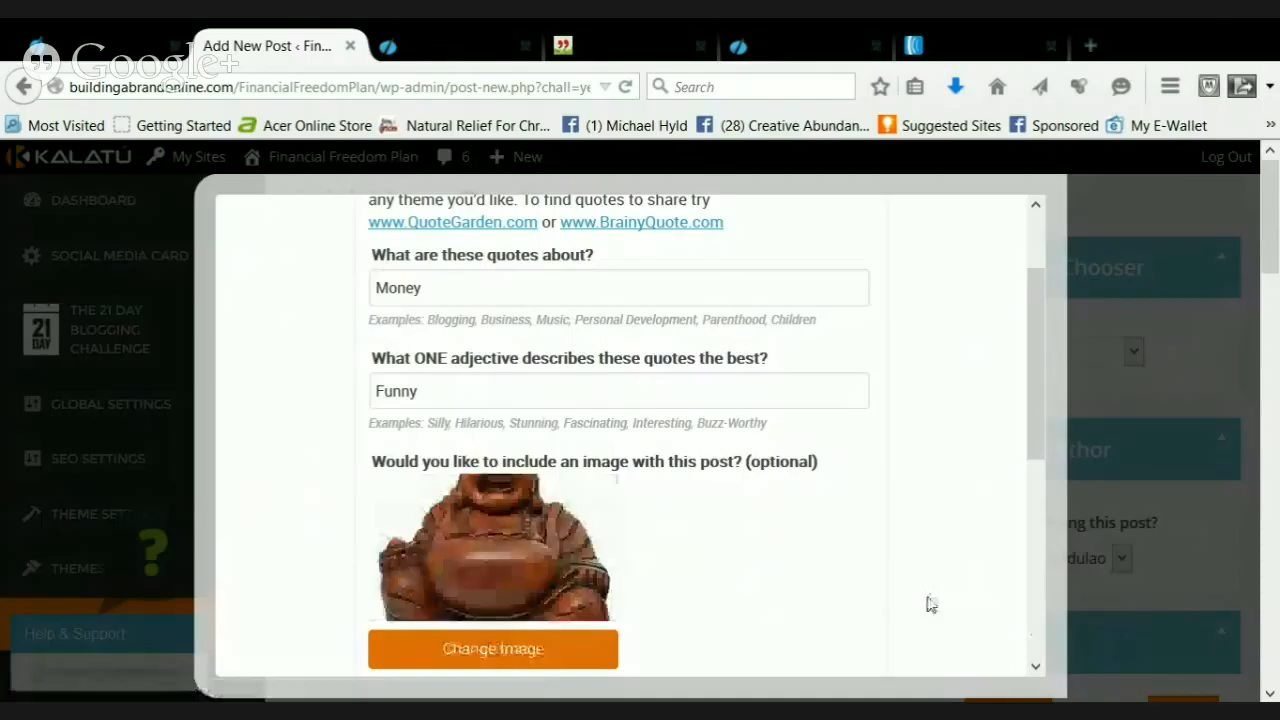 Google+
Add New Post ‹ Fin...
buildingabrandonline.com/FinancialFreedomPlan/wp-admin/post-new.php?chall=ye
Search
Most Visited
Getting Started
Acer Online Store
Natural Relief For Chr...
(1) Michael Hyld
(28) Creative Abundan...
Suggested Sites
Sponsored
My E-Wallet
KALATÚ
My Sites
Financial Freedom Plan
6
New
Log Out
DASHBOARD
SOCIAL MEDIA CARD
21 DAY
THE 21 DAY
BLOGGING
CHALLENGE
GLOBAL SETTINGS
SEO SETTINGS
THEME SET
THEMES
?
Help & Support
any theme you'd like. To find quotes to share try
www.QuoteGarden.com or www.BrainyQuote.com
What are these quotes about?
Money
Examples: Blogging, Business, Music, Personal Development, Parenthood, Children
What ONE adjective describes these quotes the best?
Funny
Examples: Silly, Hilarious, Stunning, Fascinating, Interesting, Buzz-Worthy
Would you like to include an image with this post? (optional)
Change Image
Chooser
thor
ng this post?
dulao